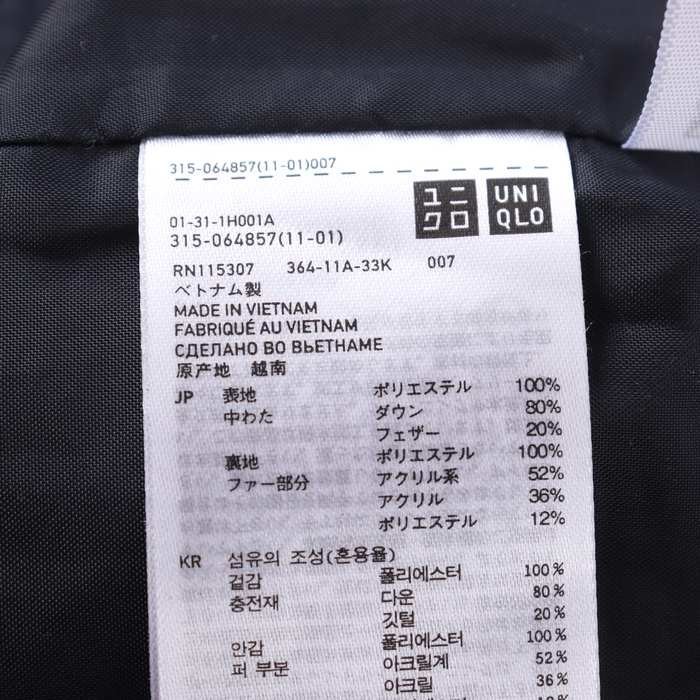 315-064857(11-01)007
ユニクロ
UNIQLO
01-31-1H001A
315-064857(11-01)
RN115307 364-11A-33K 007
ベトナム製
MADE IN VIETNAM
FABRIQUÉ AU VIETNAM
СДЕЛАНО ВО ВЬЕТНАМЕ
原产地 越南
JP 表地 ポリエステル 100%
中わた ダウン 80%
フェザー 20%
裏地 ポリエステル 100%
ファー部分 アクリル系 52%
アクリル 36%
ポリエステル 12%
KR 섬유의 조성(혼용율)
겉감 폴리에스터 100%
충전재 다운 80%
깃털 20%
안감 폴리에스터 100%
퍼 부분 아크릴계 52%
아크릴 36%